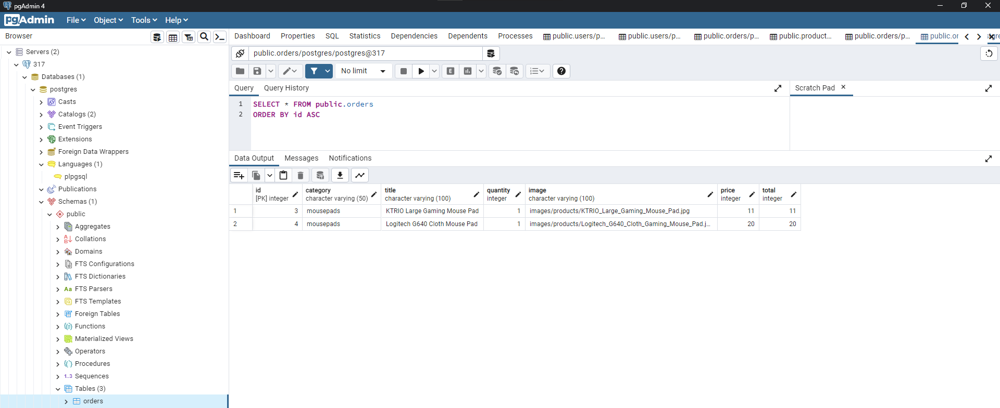 pgAdmin 4
pgAdmin File Object Tools Help
Browser
Dashboard Properties SQL Statistics Dependencies Dependents Processes public.users/p... public.users/p... public.orders/p... public.product... public.orders/p... public.or
Servers (2)
317
Databases (1)
postgres
Casts
Catalogs (2)
Event Triggers
Extensions
Foreign Data Wrappers
Languages (1)
plpgsql
Publications
Schemas (1)
public
Aggregates
Collations
Domains
FTS Configurations
FTS Dictionaries
Aa FTS Parsers
FTS Templates
Foreign Tables
Functions
Materialized Views
Operators
Procedures
1..3 Sequences
Tables (3)
orders
public.orders/postgres/postgres@317
No limit E
Query Query History
Scratch Pad
1 SELECT * FROM public.orders
2 ORDER BY id ASC
Data Output Messages Notifications
id category title quantity image price total
[PK] integer character varying (50) character varying (100) integer character varying (100) integer integer
1 3 mousepads KTRIO Large Gaming Mouse Pad 1 images/products/KTRIO_Large_Gaming_Mouse_Pad.jpg 11 11
2 4 mousepads Logitech G640 Cloth Mouse Pad 1 images/products/Logitech_G640_Cloth_Gaming_Mouse_Pad.j... 20 20